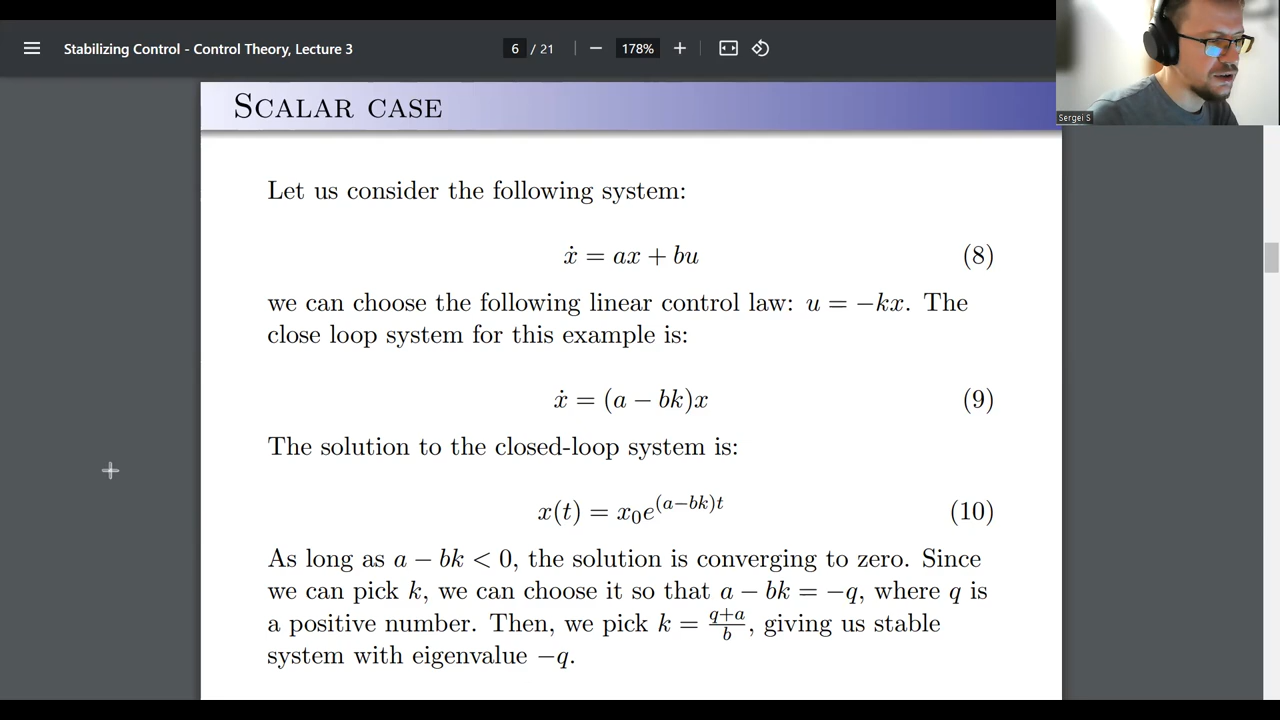 Stabilizing Control - Control Theory, Lecture 3
6 / 21
178%
Sergei S
SCALAR CASE
Let us consider the following system:
ẋ = ax + bu (8)
we can choose the following linear control law: u = −kx. The
close loop system for this example is:
ẋ = (a − bk)x (9)
The solution to the closed-loop system is:
x(t) = x₀e^{(a−bk)t} (10)
As long as a − bk < 0, the solution is converging to zero. Since
we can pick k, we can choose it so that a − bk = −q, where q is
a positive number. Then, we pick k = \frac{q+a}{b}, giving us stable
system with eigenvalue −q.